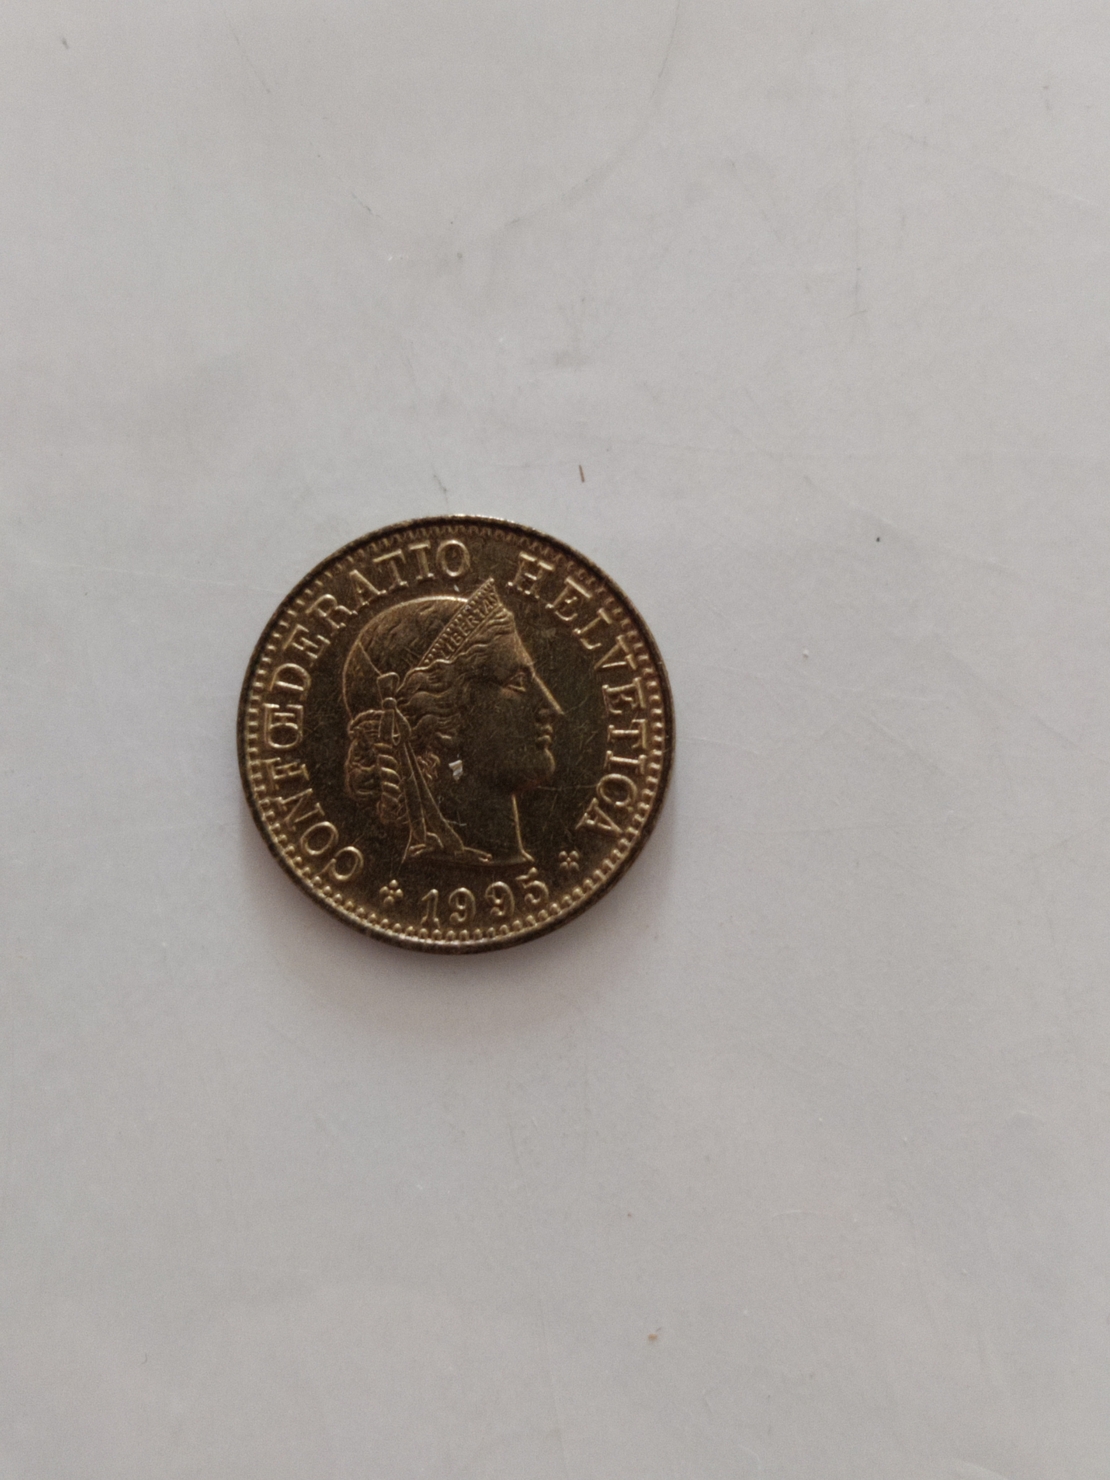 CONFŒDERATIO HELVETICA
LIBERTAS
1995